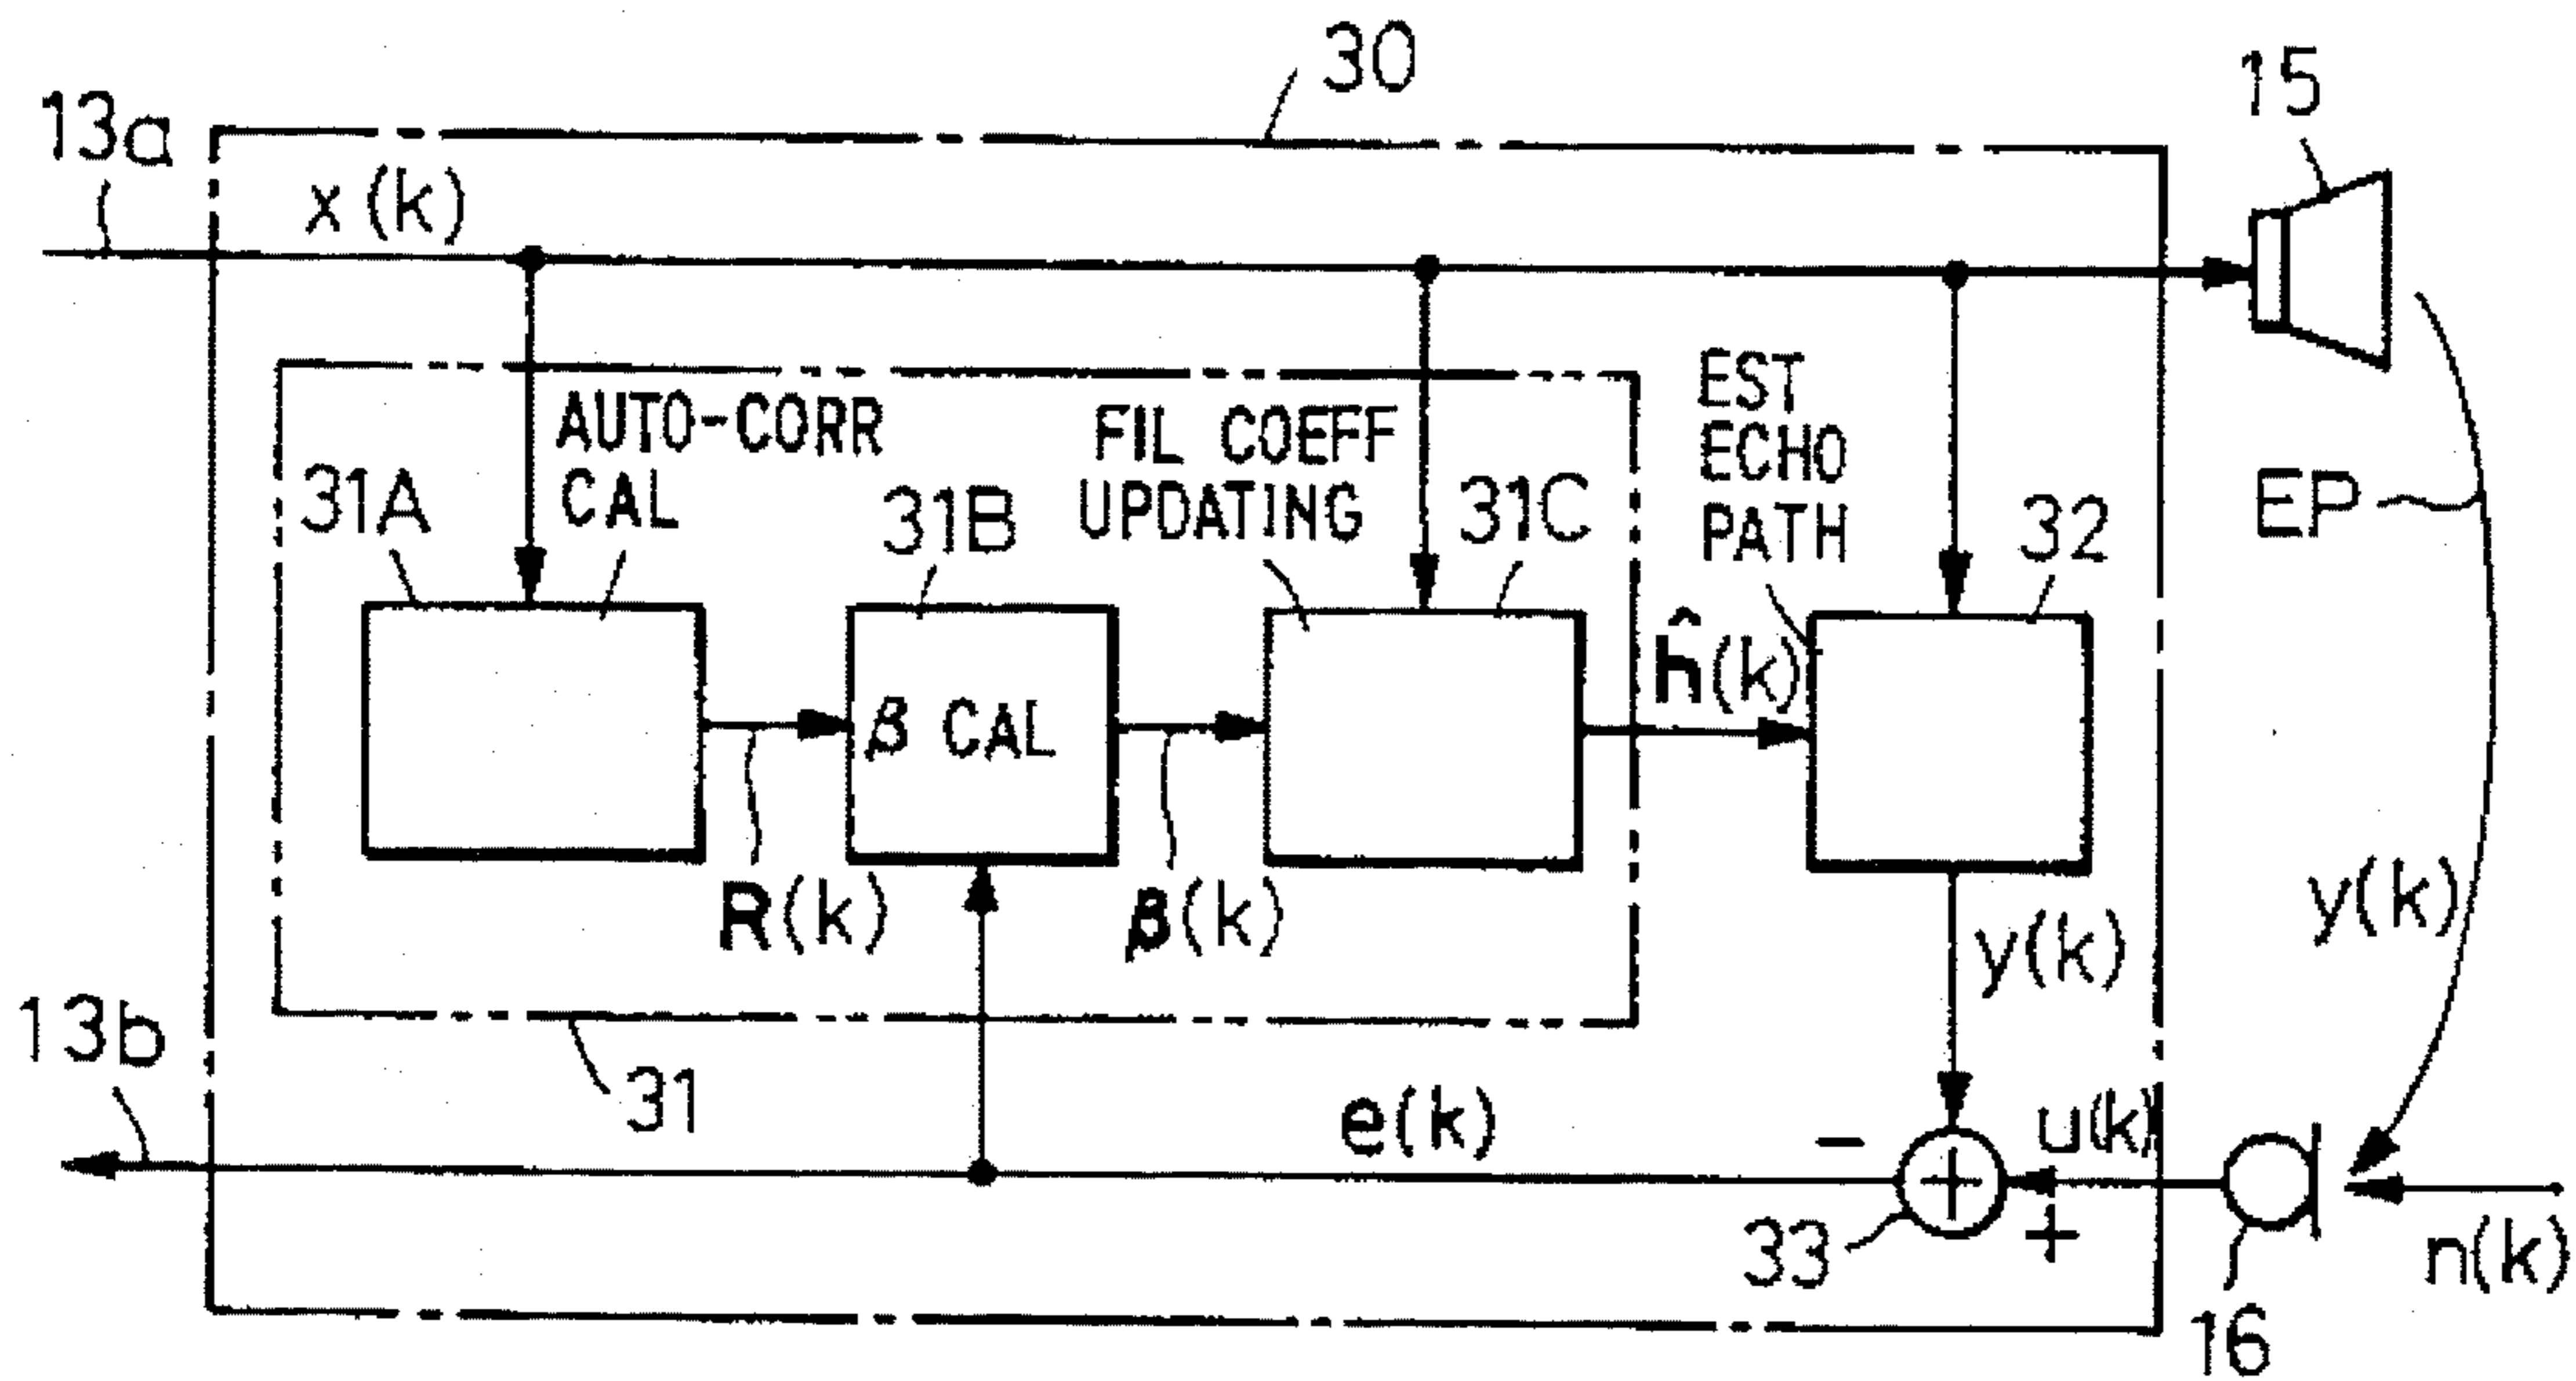 30
15
13a
x(k)
EST
ECHO
PATH
AUTO-CORR
CAL
FIL COEFF
UPDATING
31A
31B
31C
32
EP
ĥ(k)
β CAL
R(k)
β(k)
y(k)
y(k)
13b
31
e(k)
-
u(k)
+
+
33
n(k)
16